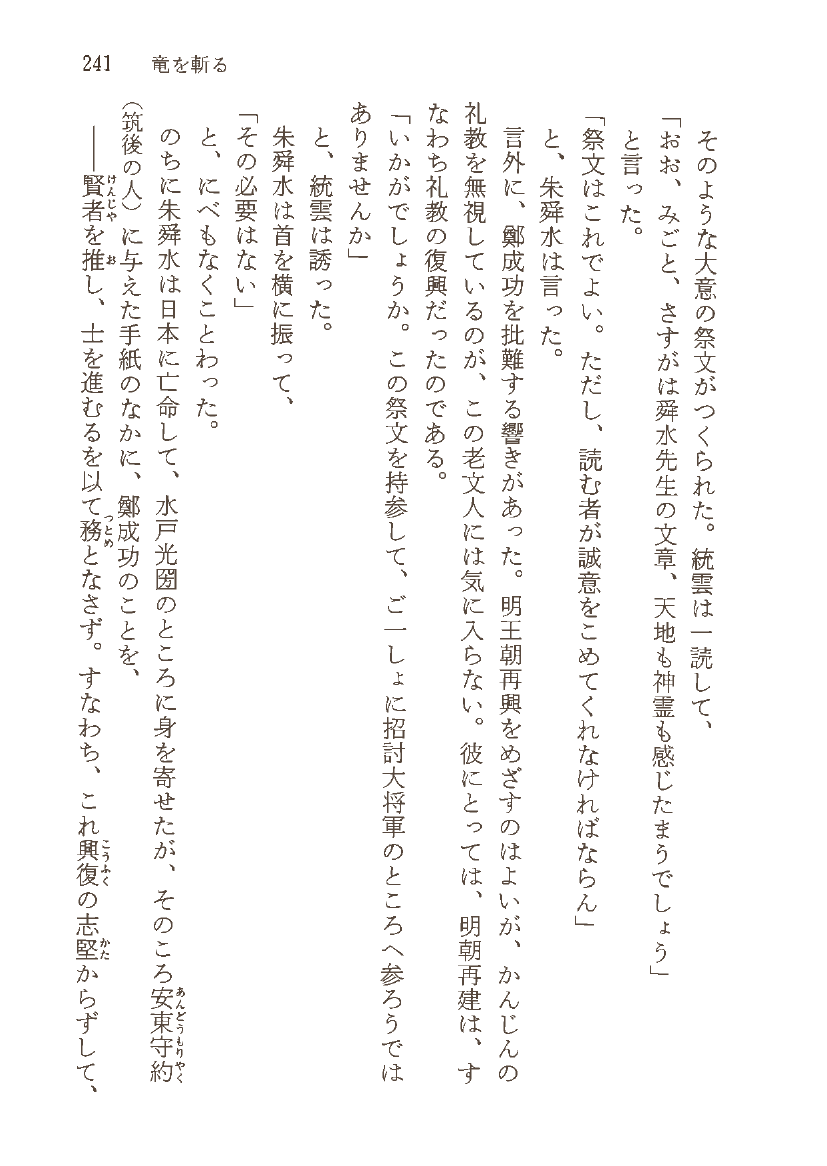 241 竜を斬る
そのような大意の祭文がつくられた。統雲は一読して、
「おお、みごと、さすがは舜水先生の文章、天地も神霊も感じたまうでしょう」
と言った。
「祭文はこれでよい。ただし、読む者が誠意をこめてくれなければならん」
と、朱舜水は言った。
言外に、鄭成功を批難する響きがあった。明王朝再興をめざすのはよいが、かんじんの
礼教を無視しているのが、この老文人には気に入らない。彼にとっては、明朝再建は、す
なわち礼教の復興だったのである。
「いかがでしょうか。この祭文を持参して、ご一しょに招討大将軍のところへ参ろうでは
ありませんか」
と、統雲は誘った。
朱舜水は首を横に振って、
「その必要はない」
と、にべもなくことわった。
のちに朱舜水は日本に亡命して、水戸光圀のところに身を寄せたが、そのころ安東守約
（筑後の人）に与えた手紙のなかに、鄭成功のことを、
――賢者を推し、士を進むるを以て務となさず。すなわち、これ興復の志堅からずして、